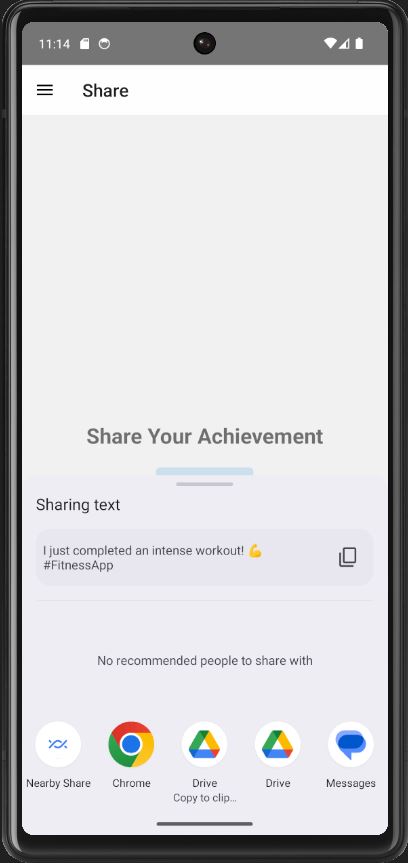 11:14
Share
Share Your Achievement
Sharing text
I just completed an intense workout! 💪
#FitnessApp
No recommended people to share with
Nearby Share
Chrome
Drive
Copy to clip...
Drive
Messages